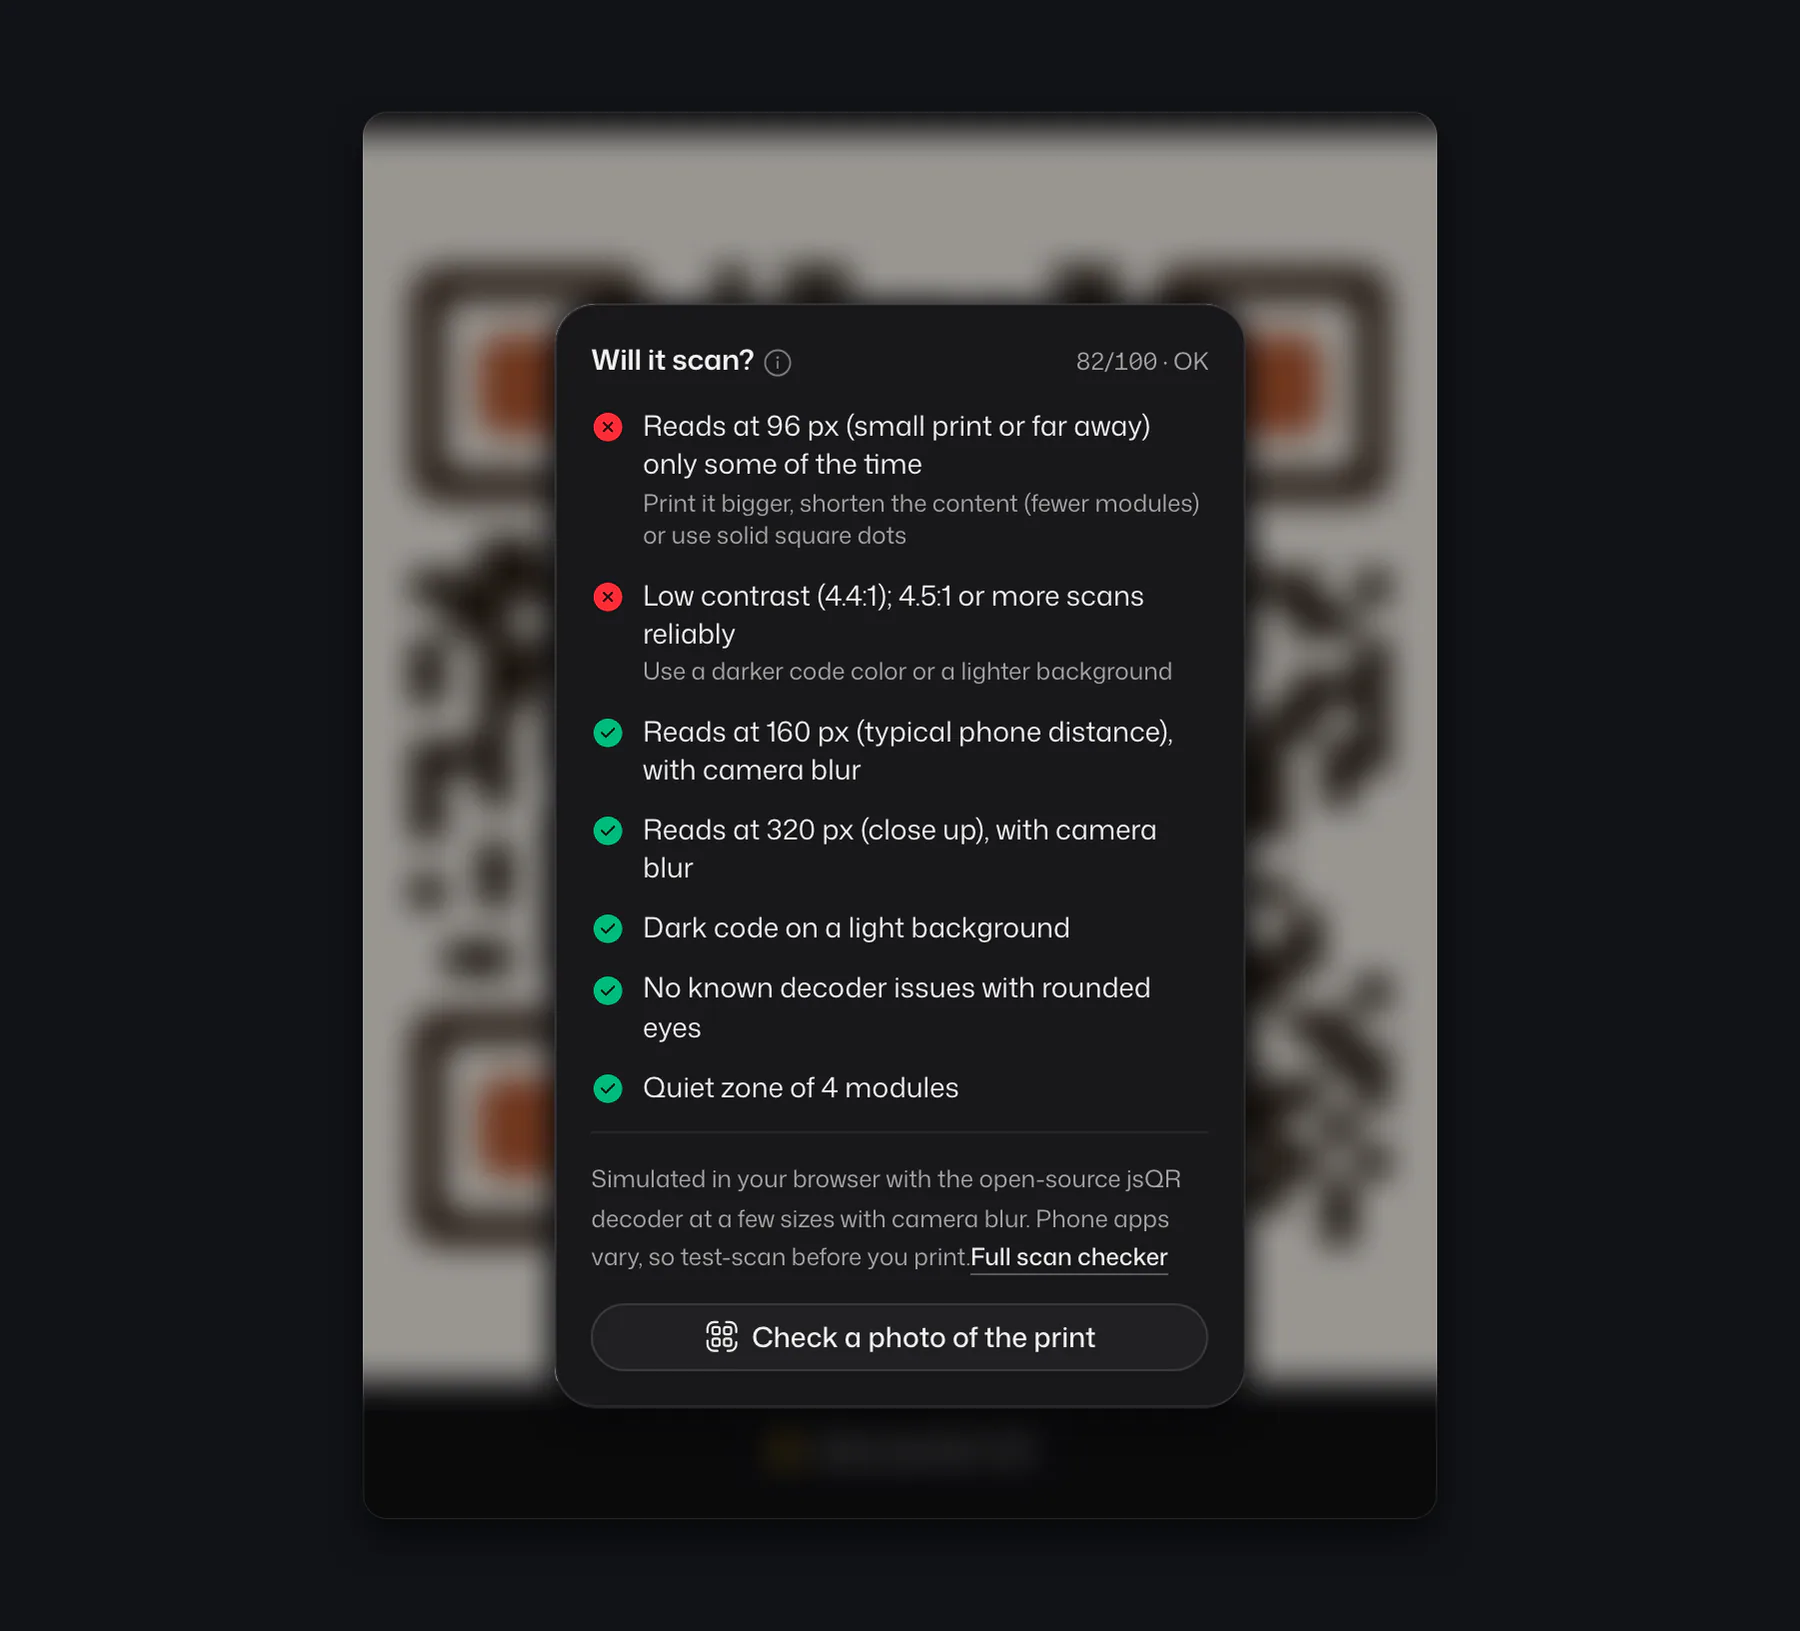 Will it scan?
82/100 · OK
Reads at 96 px (small print or far away)
only some of the time
Print it bigger, shorten the content (fewer modules)
or use solid square dots
Low contrast (4.4:1); 4.5:1 or more scans
reliably
Use a darker code color or a lighter background
Reads at 160 px (typical phone distance),
with camera blur
Reads at 320 px (close up), with camera
blur
Dark code on a light background
No known decoder issues with rounded
eyes
Quiet zone of 4 modules
Simulated in your browser with the open-source jsQR
decoder at a few sizes with camera blur. Phone apps
vary, so test-scan before you print.Full scan checker
Check a photo of the print